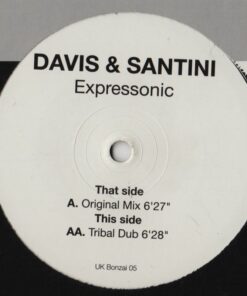 DAVIS & SANTINI
Expressonic
That side
A. Original Mix 6'27"
This side
AA. Tribal Dub 6'28"
UK Bonzai 05